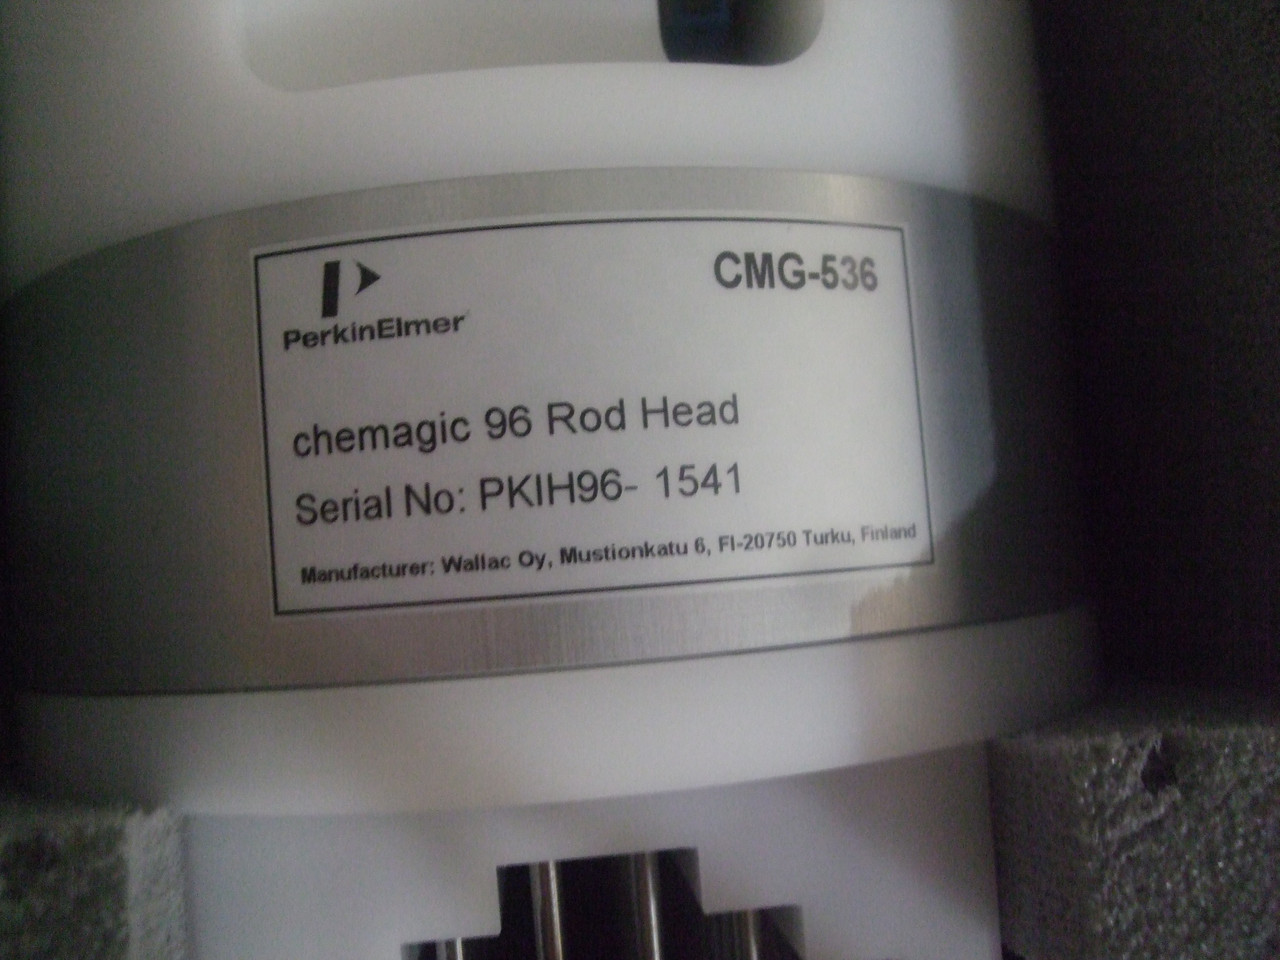 CMG-536
PerkinElmer
chemagic 96 Rod Head
Serial No: PKIH96- 1541
Manufacturer: Wallac Oy, Mustionkatu 6, FI-20750 Turku, Finland